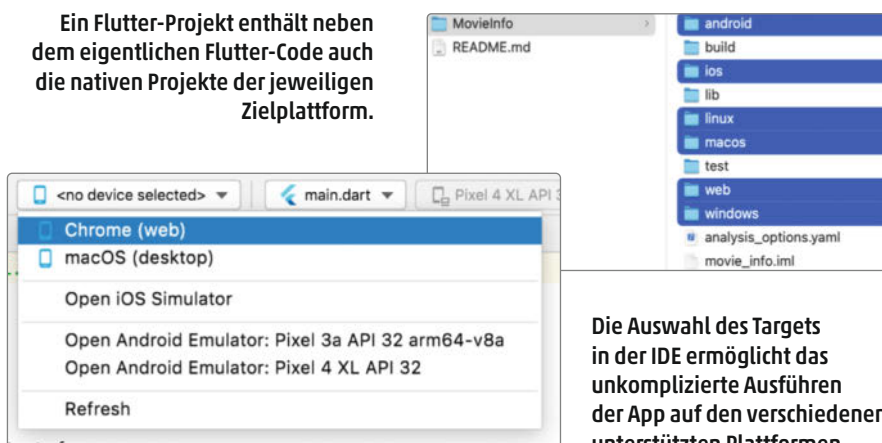 Ein Flutter-Projekt enthält neben
dem eigentlichen Flutter-Code auch
die nativen Projekte der jeweiligen
Zielplattform.
MovieInfo
README.md
android
build
ios
lib
linux
macos
test
web
windows
analysis_options.yaml
movie_info.iml
<no device selected>
main.dart
Pixel 4 XL API
Chrome (web)
macOS (desktop)
Open iOS Simulator
Open Android Emulator: Pixel 3a API 32 arm64-v8a
Open Android Emulator: Pixel 4 XL API 32
Refresh
Die Auswahl des Targets
in der IDE ermöglicht das
unkomplizierte Ausführen
der App auf den verschiedenen
unterstützten Plattformen